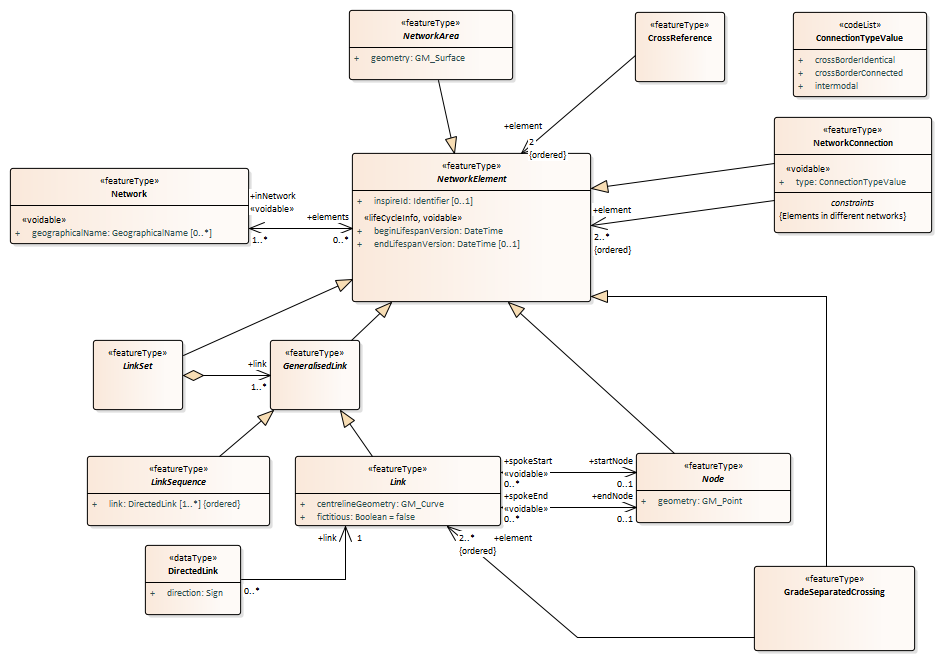 «featureType»
NetworkArea
+ geometry: GM_Surface
«featureType»
CrossReference
«codeList»
ConnectionTypeValue
+ crossBorderIdentical
+ crossBorderConnected
+ intermodal
+element
2
{ordered}
«featureType»
NetworkConnection
«voidable»
+ type: ConnectionTypeValue
constraints
{Elements in different networks}
«featureType»
Network
«voidable»
+ geographicalName: GeographicalName [0..*]
+inNetwork
«voidable»
1..*
+elements
0..*
«featureType»
NetworkElement
+ inspireId: Identifier [0..1]
«lifeCycleInfo, voidable»
+ beginLifespanVersion: DateTime
+ endLifespanVersion: DateTime [0..1]
+element
2..*
{ordered}
«featureType»
LinkSet
+link
1..*
«featureType»
GeneralisedLink
«featureType»
LinkSequence
+ link: DirectedLink [1..*] {ordered}
«featureType»
Link
+ centrelineGeometry: GM_Curve
+ fictitious: Boolean = false
+spokeStart
«voidable»
0..*
+startNode
0..1
+spokeEnd
«voidable»
0..*
+endNode
0..1
«featureType»
Node
+ geometry: GM_Point
«dataType»
DirectedLink
+ direction: Sign
0..*
+link
1
2..*
+element
{ordered}
«featureType»
GradeSeparatedCrossing